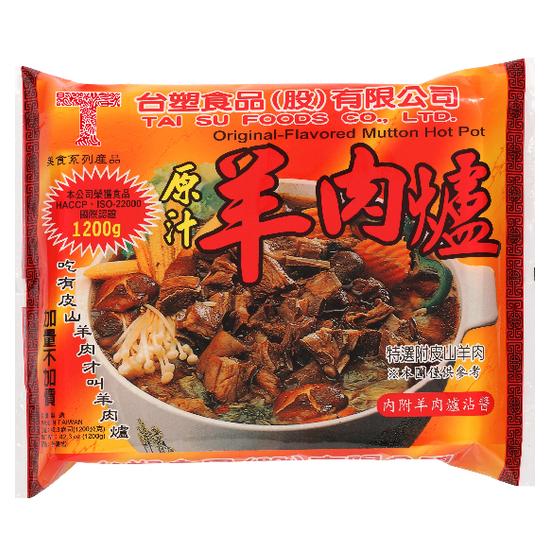 台塑食品(股)有限公司
TAI SU FOODS CO., LTD.
Original-Flavored Mutton Hot Pot
美食系列産品
本公司榮獲食品
HACCP、ISO-22000
國際認證
1200g
原汁
羊肉爐
吃有皮山羊肉才叫羊肉爐
加量不加價
特選附皮山羊肉
※本圖僅供參考
內附羊肉爐沾醬